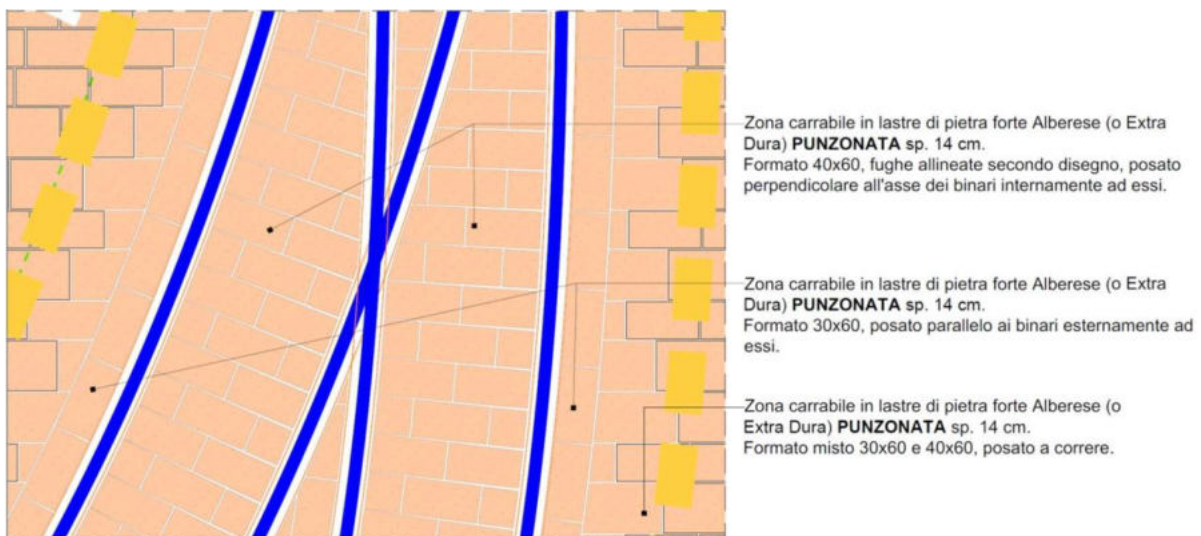 Zona carrabile in lastre di pietra forte Alberese (o Extra
Dura) PUNZONATA sp. 14 cm.
Formato 40x60, fughe allineate secondo disegno, posato
perpendicolare all'asse dei binari internamente ad essi.
Zona carrabile in lastre di pietra forte Alberese (o Extra
Dura) PUNZONATA sp. 14 cm.
Formato 30x60, posato parallelo ai binari esternamente ad
essi.
Zona carrabile in lastre di pietra forte Alberese (o
Extra Dura) PUNZONATA sp. 14 cm.
Formato misto 30x60 e 40x60, posato a correre.